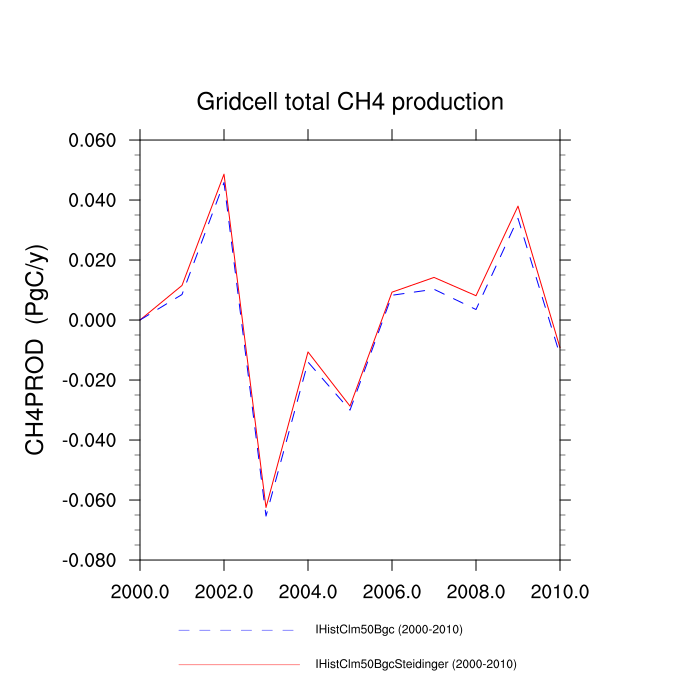 Gridcell total CH4 production
CH4PROD (PgC/y)
0.060
0.040
0.020
0.000
-0.020
-0.040
-0.060
-0.080
2000.0 2002.0 2004.0 2006.0 2008.0 2010.0
IHistClm50Bgc (2000-2010)
IHistClm50BgcSteidinger (2000-2010)